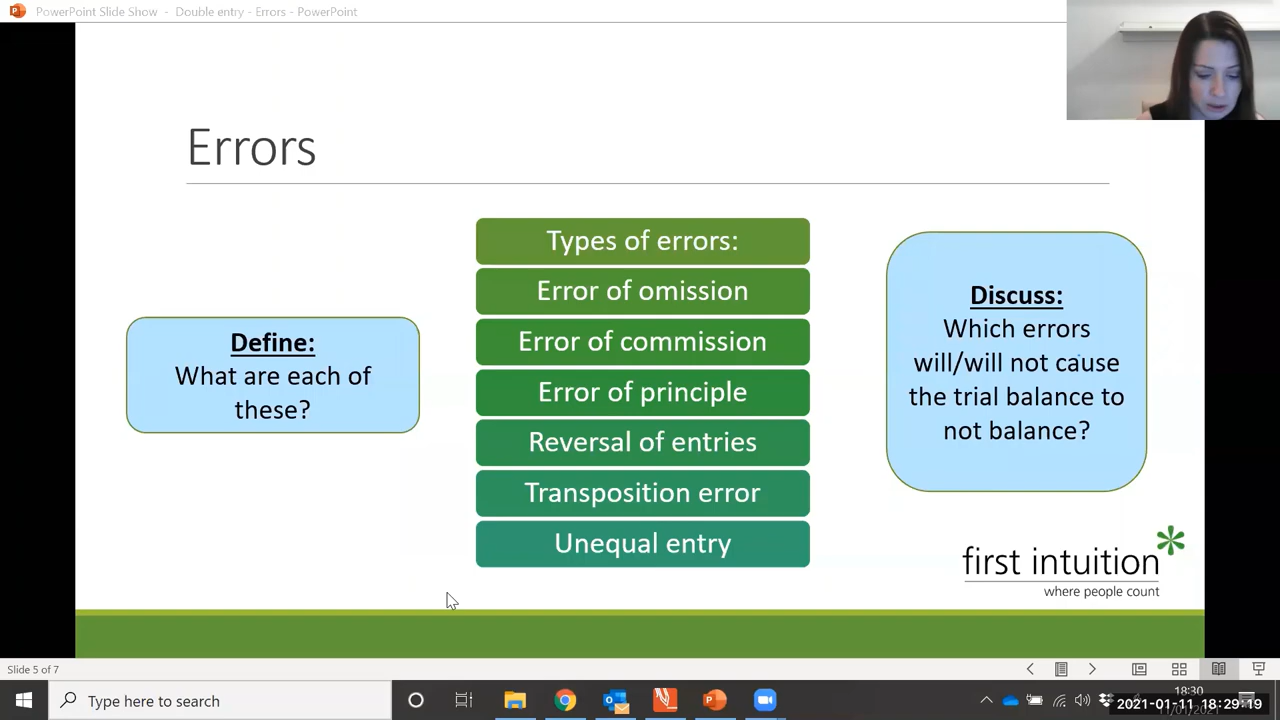 PowerPoint Slide Show - Double entry - Errors - PowerPoint
Errors
Types of errors:
Error of omission
Error of commission
Error of principle
Reversal of entries
Transposition error
Unequal entry
Define:
What are each of
these?
Discuss:
Which errors
will/will not cause
the trial balance to
not balance?
first intuition
where people count
Slide 5 of 7
Type here to search
18:30
2021-01-11 18:29:19